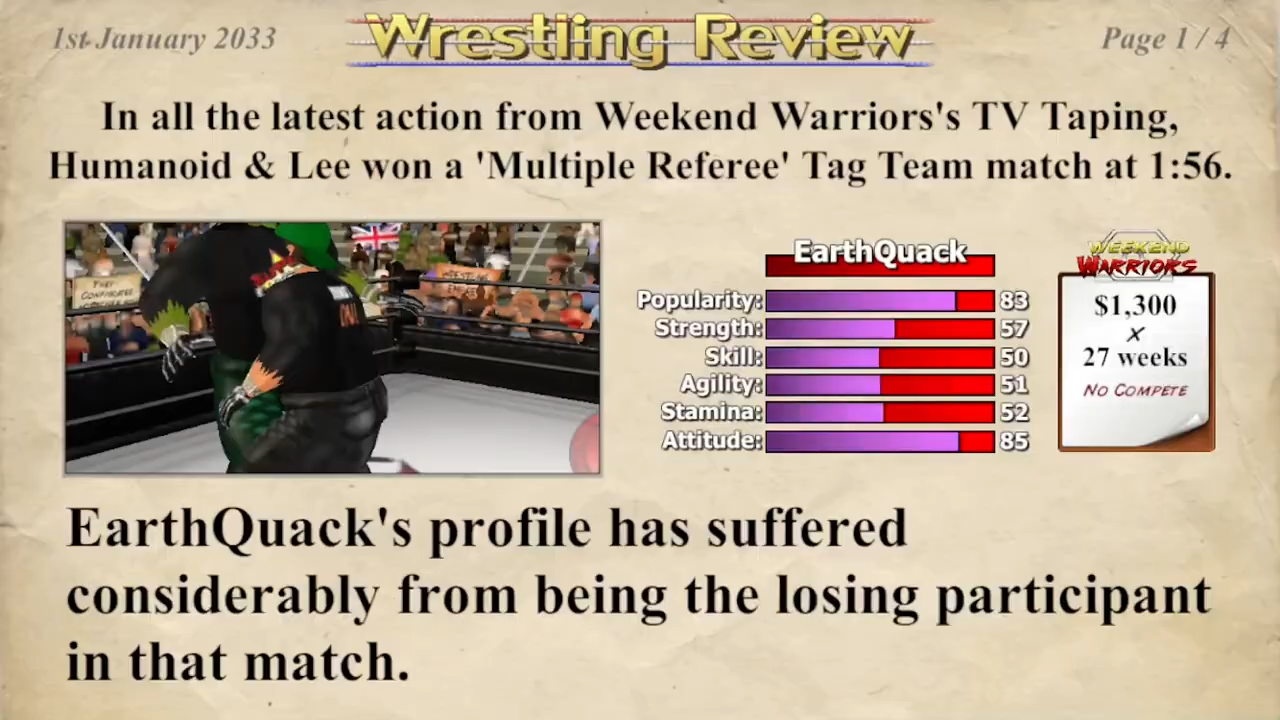 1st January 2033
Wrestling Review
Page 1 / 4
In all the latest action from Weekend Warriors's TV Taping,
Humanoid & Lee won a 'Multiple Referee' Tag Team match at 1:56.
EarthQuack
Popularity: 83
Strength: 57
Skill: 50
Agility: 51
Stamina: 52
Attitude: 85
WEEKEND
WARRIORS
$1,300
x
27 weeks
NO COMPETE
EarthQuack's profile has suffered
considerably from being the losing participant
in that match.